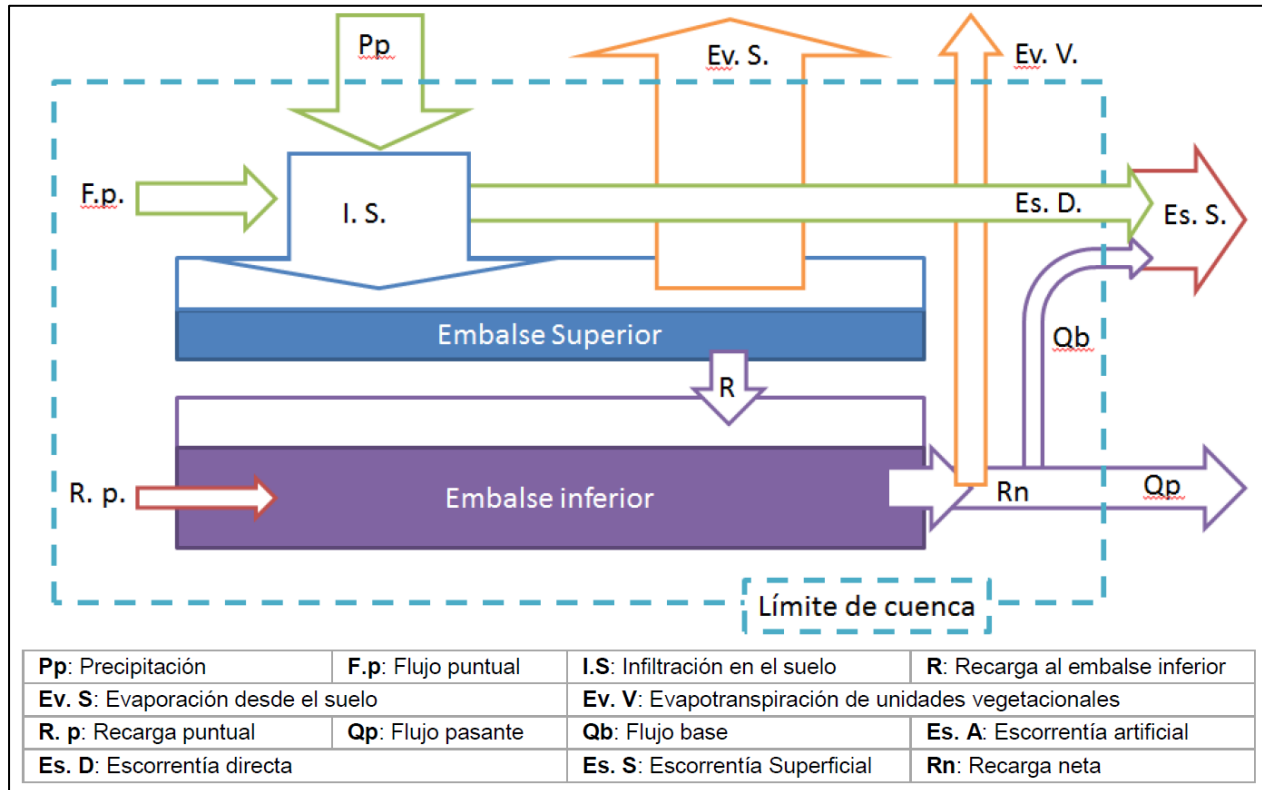 Pp
Ev. S.
Ev. V.
F.p.
I. S.
Es. D.
Es. S.
Embalse Superior
Qb
R
R. p.
Embalse inferior
Rn
Qp
Límite de cuenca
Pp: Precipitación F.p: Flujo puntual I.S: Infiltración en el suelo R: Recarga al embalse inferior
Ev. S: Evaporación desde el suelo Ev. V: Evapotranspiración de unidades vegetacionales
R. p: Recarga puntual Qp: Flujo pasante Qb: Flujo base Es. A: Escorrentía artificial
Es. D: Escorrentía directa Es. S: Escorrentía Superficial Rn: Recarga neta